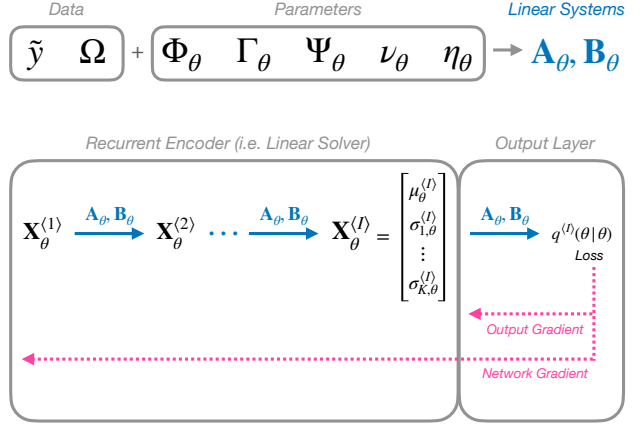 Data Parameters Linear Systems
ỹ Ω + Φ_θ Γ_θ Ψ_θ ν_θ η_θ → A_θ, B_θ
Recurrent Encoder (i.e. Linear Solver) Output Layer
A_θ, B_θ A_θ, B_θ A_θ, B_θ
X_θ^⟨1⟩ X_θ^⟨2⟩ ⋯ X_θ^⟨I⟩ = [μ_θ^⟨I⟩ σ_{1,θ}^⟨I⟩ ⋮ σ_{K,θ}^⟨I⟩] q^⟨I⟩(θ|θ)
Loss
Output Gradient
Network Gradient